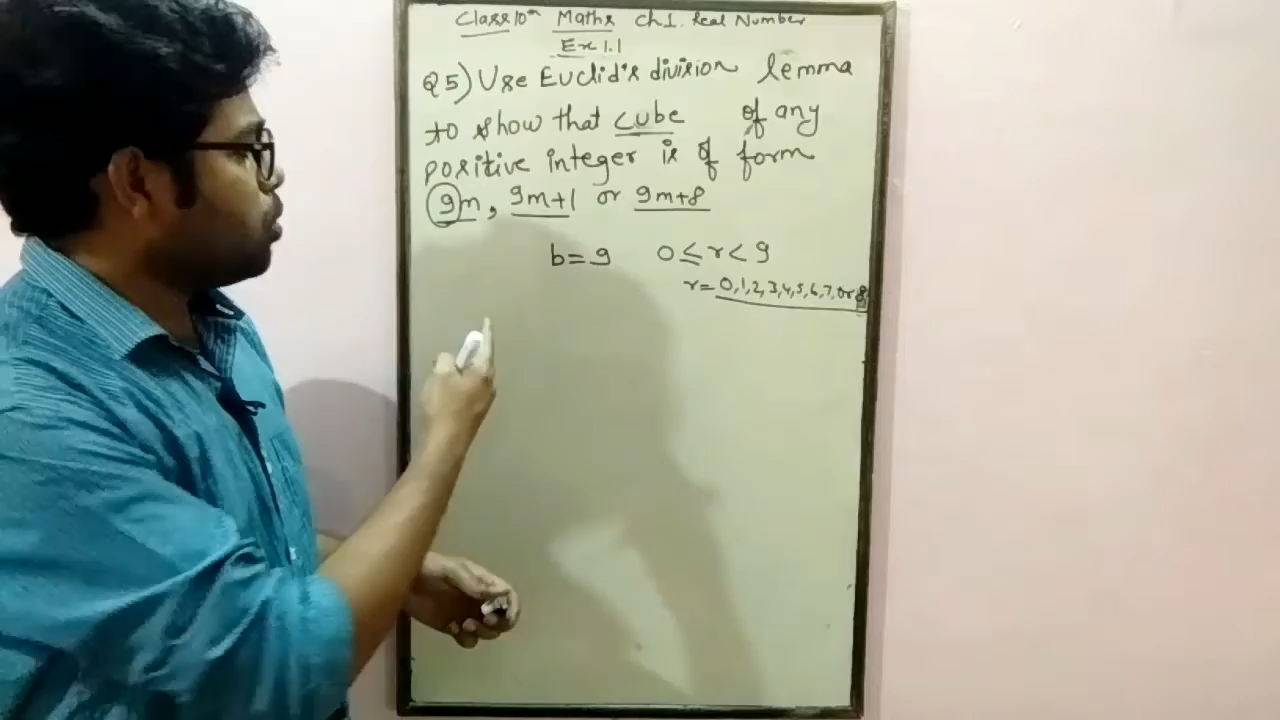 Class 10th Maths Ch 1. Real Number
Ex 1.1
Q5) Use Euclid's division lemma
to show that cube of any
positive integer is of form
9m, 9m+1 or 9m+8
b=9 0≤r<9
r=0,1,2,3,4,5,6,7, or 8